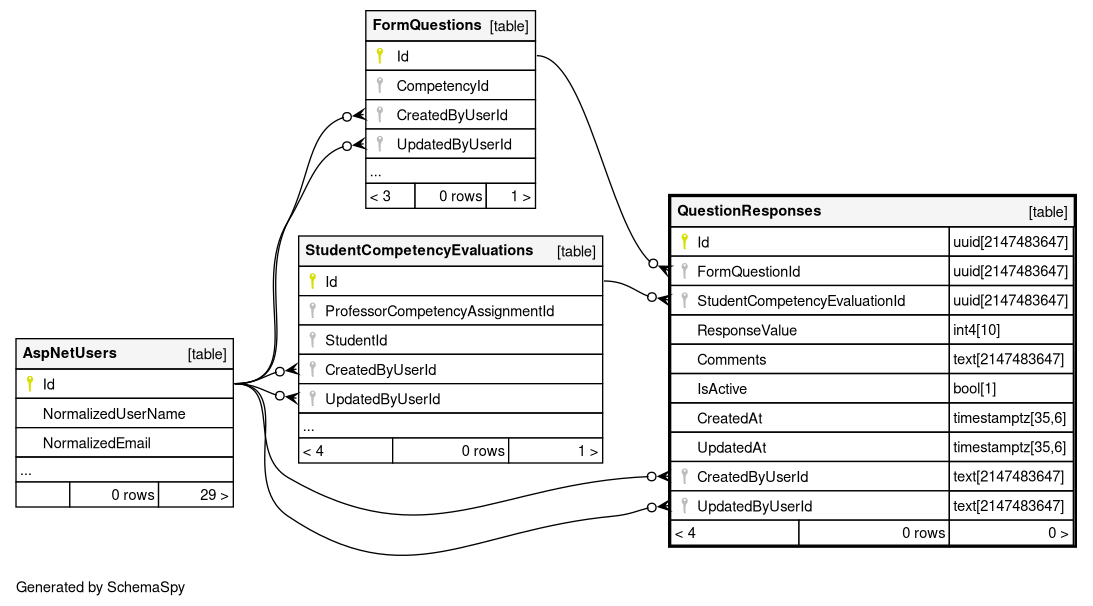 FormQuestions [table]
Id
CompetencyId
CreatedByUserId
UpdatedByUserId
...
< 3 0 rows 1 >
StudentCompetencyEvaluations [table]
Id
ProfessorCompetencyAssignmentId
StudentId
CreatedByUserId
UpdatedByUserId
...
< 4 0 rows 1 >
AspNetUsers [table]
Id
NormalizedUserName
NormalizedEmail
...
0 rows 29 >
QuestionResponses [table]
Id uuid[2147483647]
FormQuestionId uuid[2147483647]
StudentCompetencyEvaluationId uuid[2147483647]
ResponseValue int4[10]
Comments text[2147483647]
IsActive bool[1]
CreatedAt timestamptz[35,6]
UpdatedAt timestamptz[35,6]
CreatedByUserId text[2147483647]
UpdatedByUserId text[2147483647]
< 4 0 rows 0 >
Generated by SchemaSpy